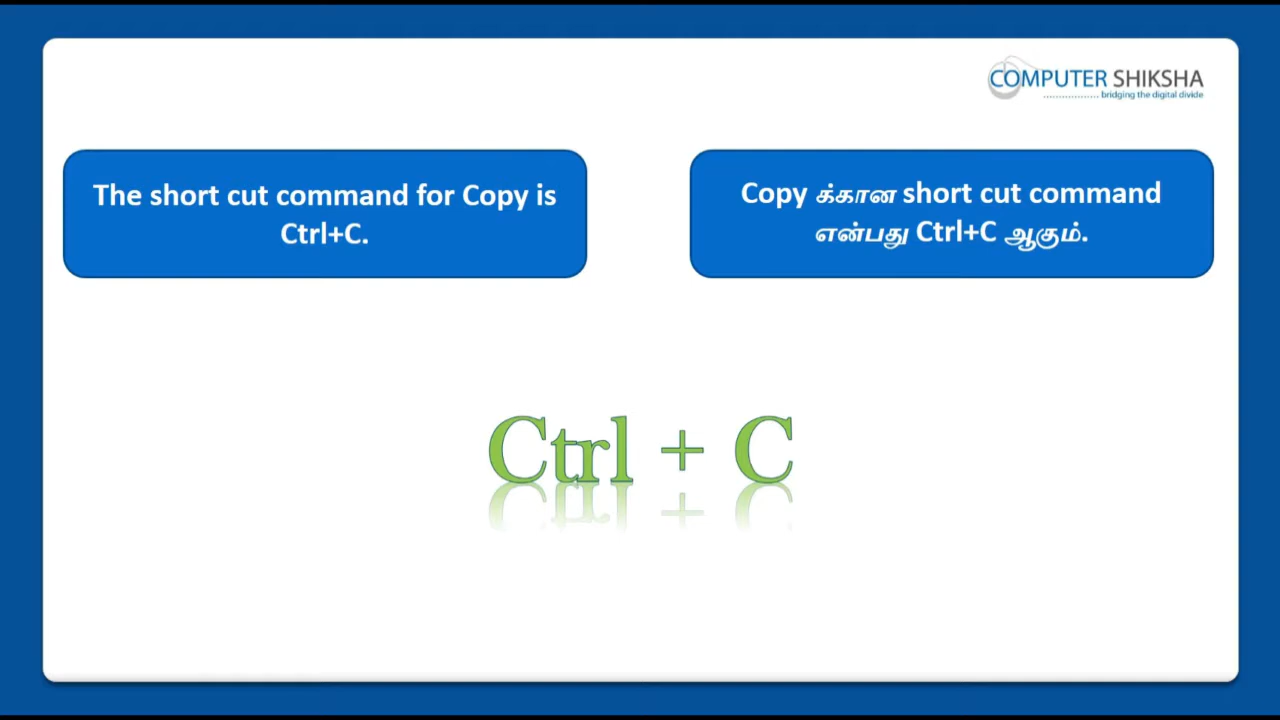 COMPUTER SHIKSHA
bridging the digital divide
The short cut command for Copy is
Ctrl+C.
Copy க்கான short cut command
என்பது Ctrl+C ஆகும்.
Ctrl + C